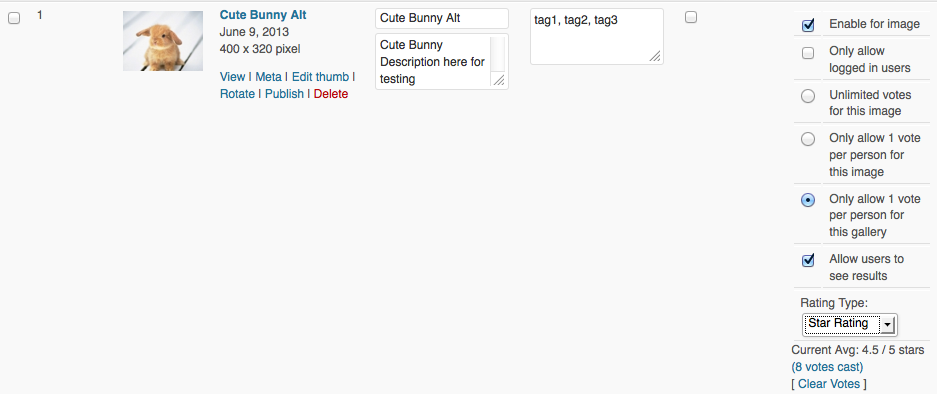 1
Cute Bunny Alt
June 9, 2013
400 x 320 pixel
View | Meta | Edit thumb |
Rotate | Publish | Delete
Cute Bunny Alt
Cute Bunny
Description here for
testing
tag1, tag2, tag3
Enable for image
Only allow
logged in users
Unlimited votes
for this image
Only allow 1 vote
per person for
this image
Only allow 1 vote
per person for
this gallery
Allow users to
see results
Rating Type:
Star Rating
Current Avg: 4.5 / 5 stars
(8 votes cast)
[ Clear Votes ]